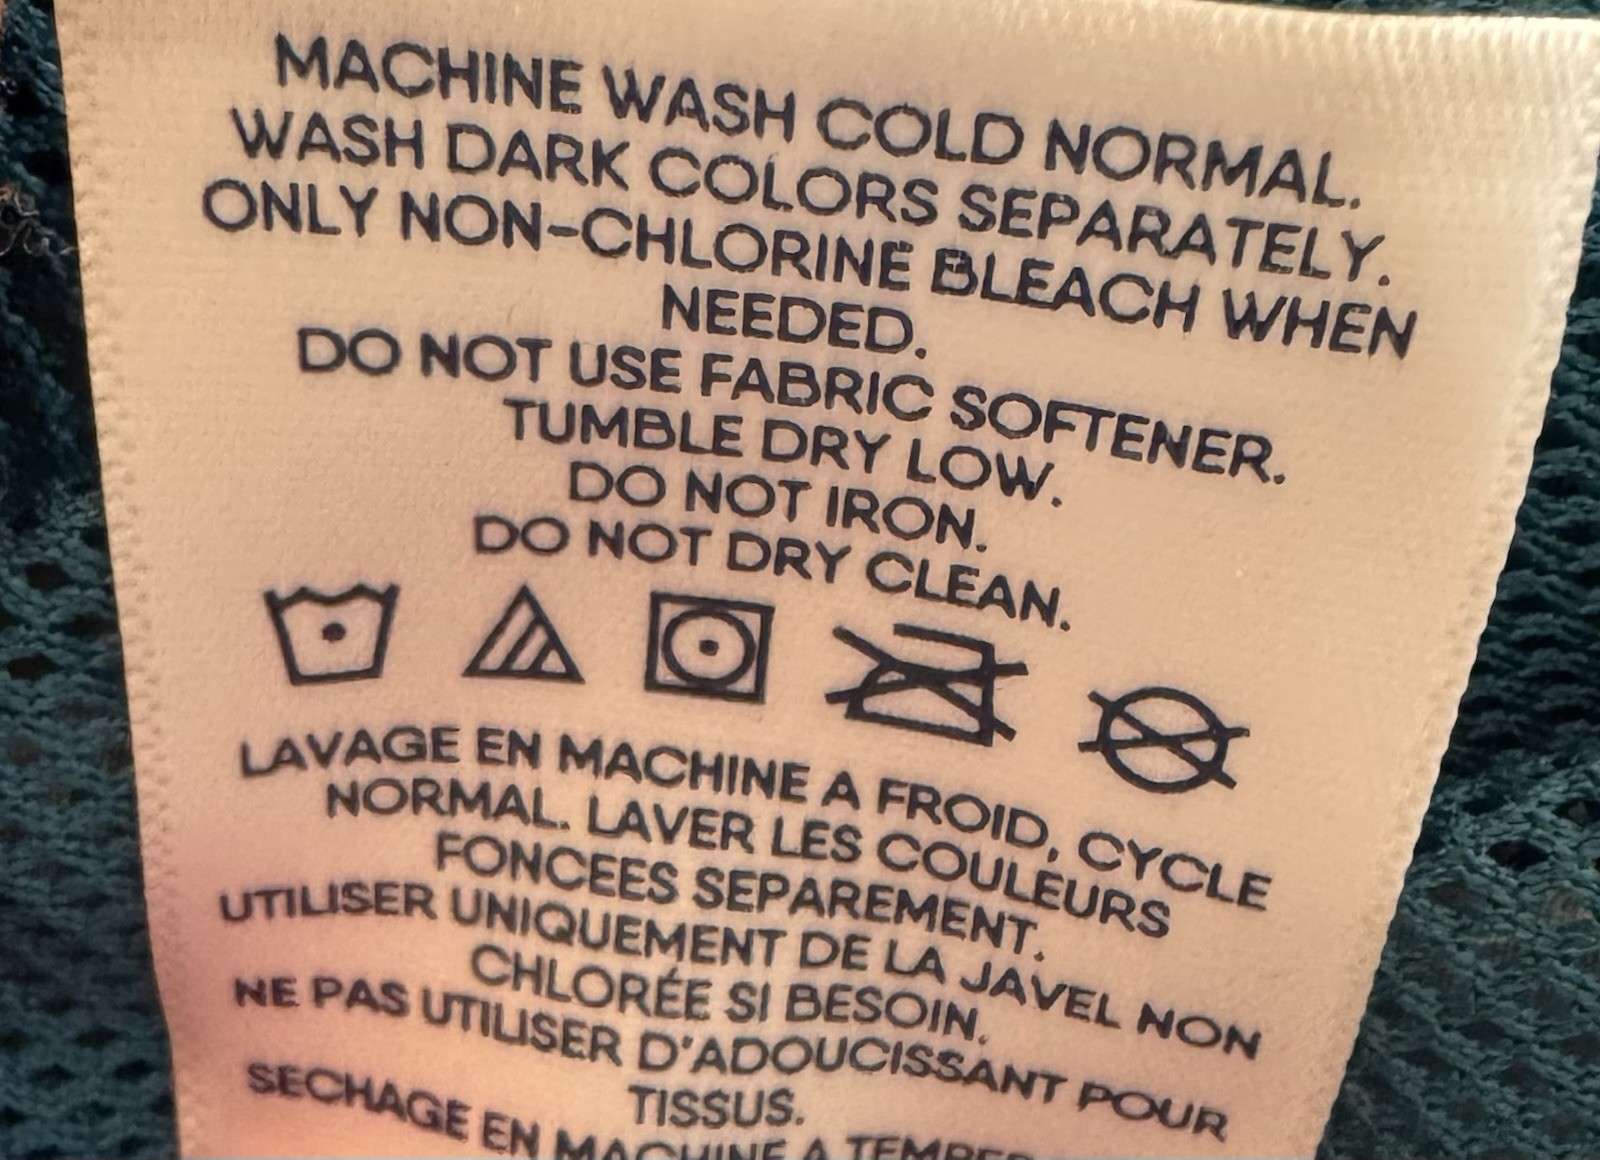 MACHINE WASH COLD NORMAL.
WASH DARK COLORS SEPARATELY.
ONLY NON-CHLORINE BLEACH WHEN
NEEDED.
DO NOT USE FABRIC SOFTENER.
TUMBLE DRY LOW.
DO NOT IRON.
DO NOT DRY CLEAN.
LAVAGE EN MACHINE A FROID, CYCLE
NORMAL. LAVER LES COULEURS
FONCEES SEPAREMENT.
UTILISER UNIQUEMENT DE LA JAVEL NON
CHLORÉE SI BESOIN.
NE PAS UTILISER D'ADOUCISSANT POUR
TISSUS.
SECHAGE EN MACHINE A